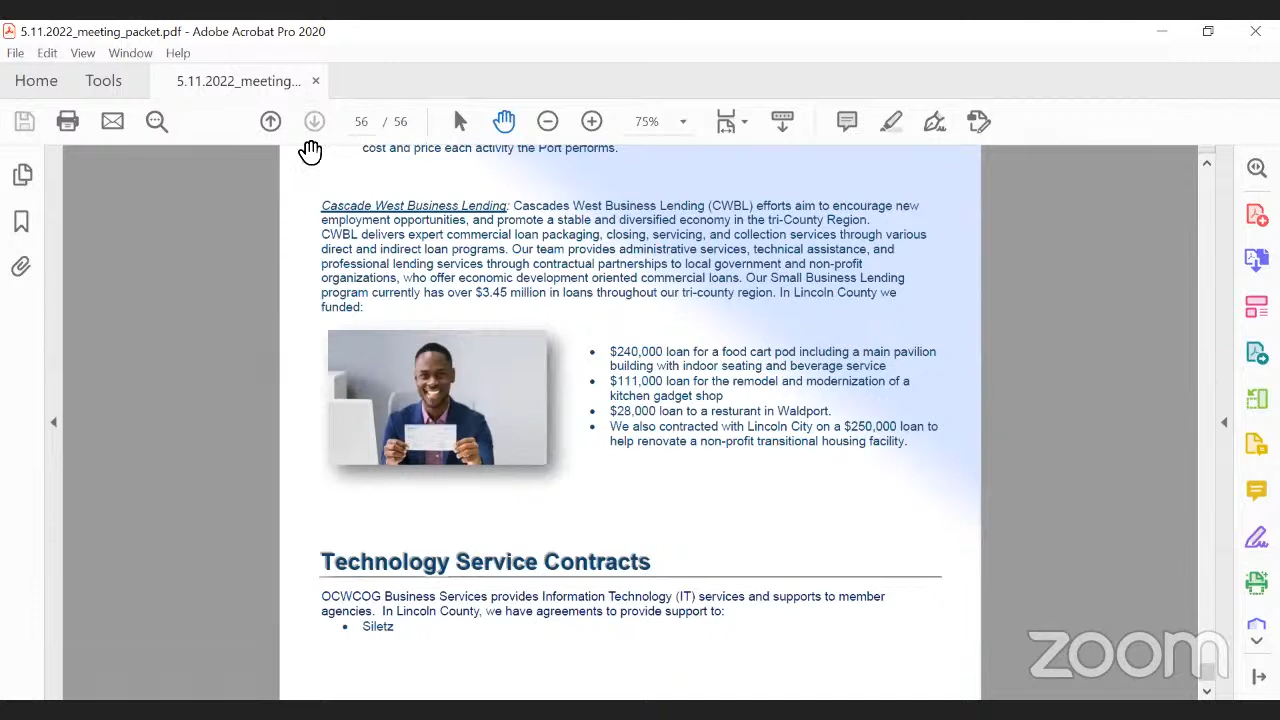 5.11.2022_meeting_packet.pdf - Adobe Acrobat Pro 2020
File Edit View Window Help
Home Tools 5.11.2022_meeting... ×
56 / 56 75%
cost and price each activity the Port performs.
Cascade West Business Lending: Cascades West Business Lending (CWBL) efforts aim to encourage new
employment opportunities, and promote a stable and diversified economy in the tri-County Region.
CWBL delivers expert commercial loan packaging, closing, servicing, and collection services through various
direct and indirect loan programs. Our team provides administrative services, technical assistance, and
professional lending services through contractual partnerships to local government and non-profit
organizations, who offer economic development oriented commercial loans. Our Small Business Lending
program currently has over $3.45 million in loans throughout our tri-county region. In Lincoln County we
funded:
• $240,000 loan for a food cart pod including a main pavilion
building with indoor seating and beverage service
• $111,000 loan for the remodel and modernization of a
kitchen gadget shop
• $28,000 loan to a resturant in Waldport.
• We also contracted with Lincoln City on a $250,000 loan to
help renovate a non-profit transitional housing facility.
Technology Service Contracts
OCWCOG Business Services provides Information Technology (IT) services and supports to member
agencies. In Lincoln County, we have agreements to provide support to:
• Siletz
zoom